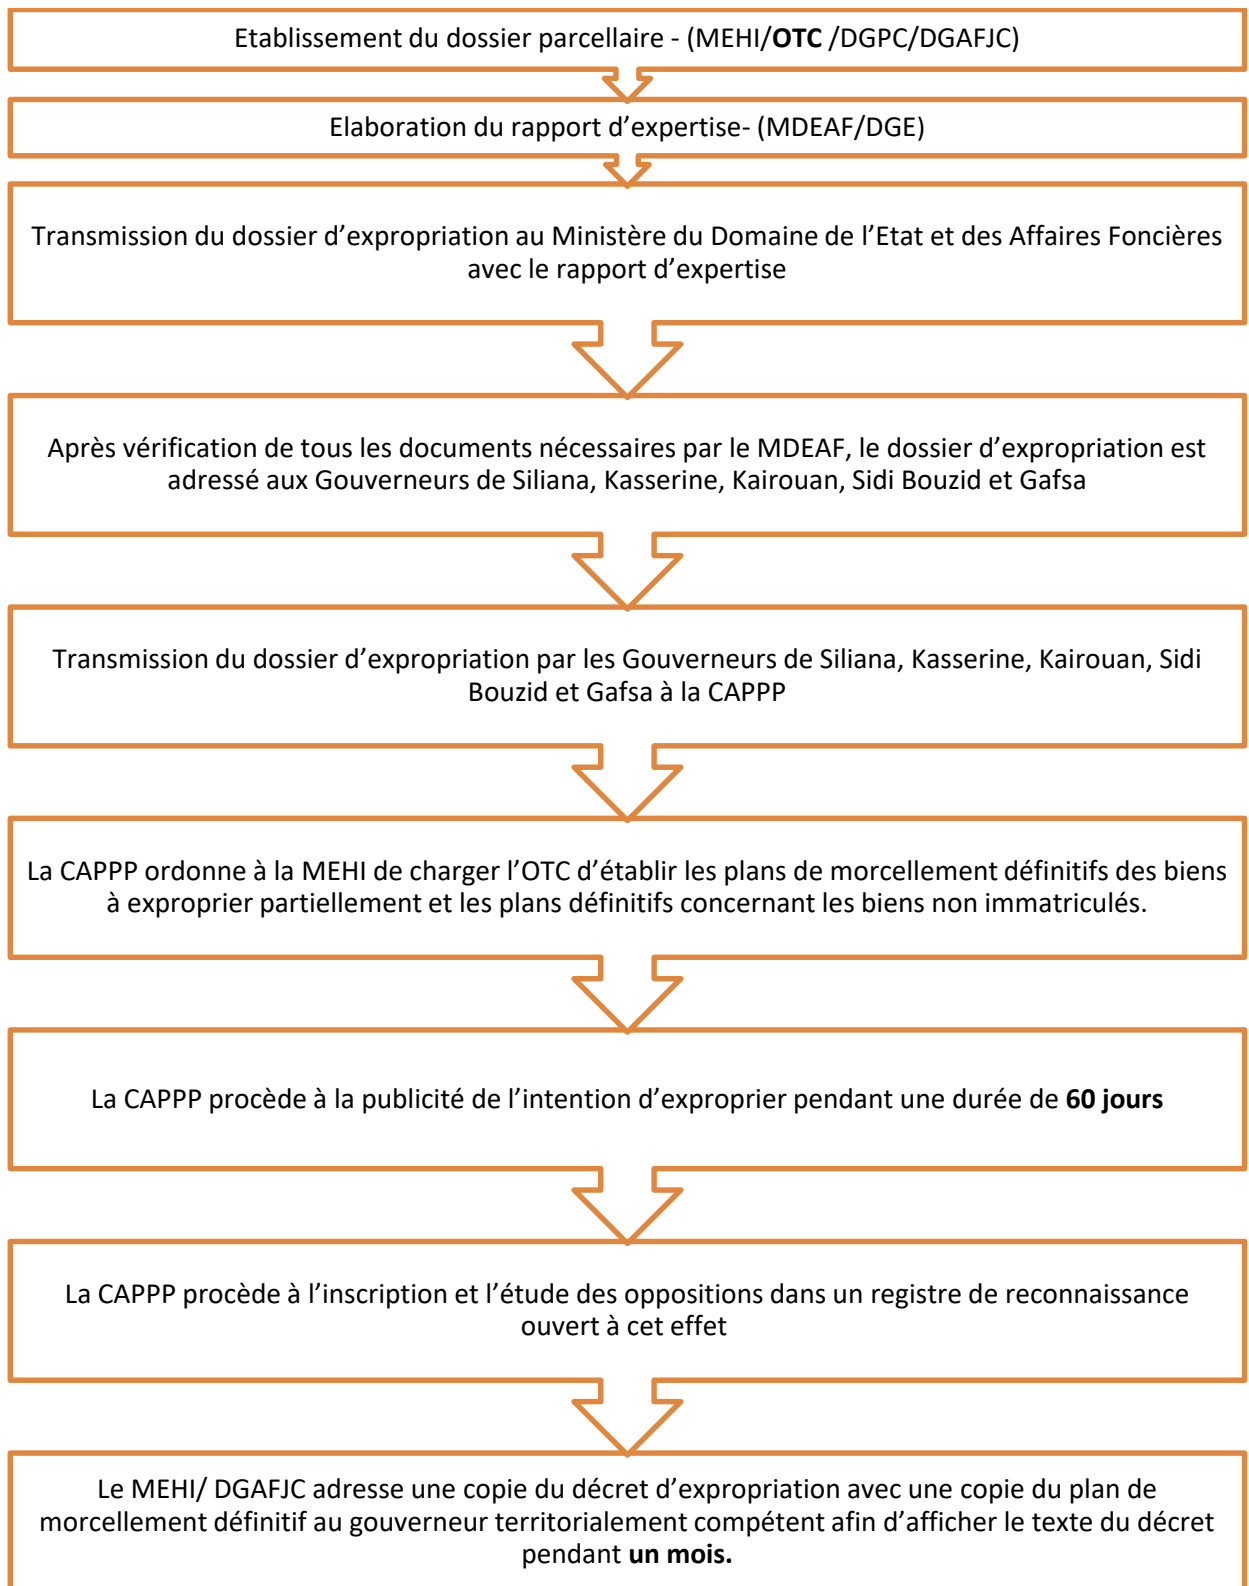 Etablissement du dossier parcellaire - (MEHI/OTC /DGPC/DGAFJC)
Elaboration du rapport d’expertise- (MDEAF/DGE)
Transmission du dossier d’expropriation au Ministère du Domaine de l’Etat et des Affaires Foncières
avec le rapport d’expertise
Après vérification de tous les documents nécessaires par le MDEAF, le dossier d’expropriation est
adressé aux Gouverneurs de Siliana, Kasserine, Kairouan, Sidi Bouzid et Gafsa
Transmission du dossier d’expropriation par les Gouverneurs de Siliana, Kasserine, Kairouan, Sidi
Bouzid et Gafsa à la CAPPP
La CAPPP ordonne à la MEHI de charger l’OTC d’établir les plans de morcellement définitifs des biens
à exproprier partiellement et les plans définitifs concernant les biens non immatriculés.
La CAPPP procède à la publicité de l’intention d’exproprier pendant une durée de 60 jours
La CAPPP procède à l’inscription et l’étude des oppositions dans un registre de reconnaissance
ouvert à cet effet
Le MEHI/ DGAFJC adresse une copie du décret d’expropriation avec une copie du plan de
morcellement définitif au gouverneur territorialement compétent afin d’afficher le texte du décret
pendant un mois.